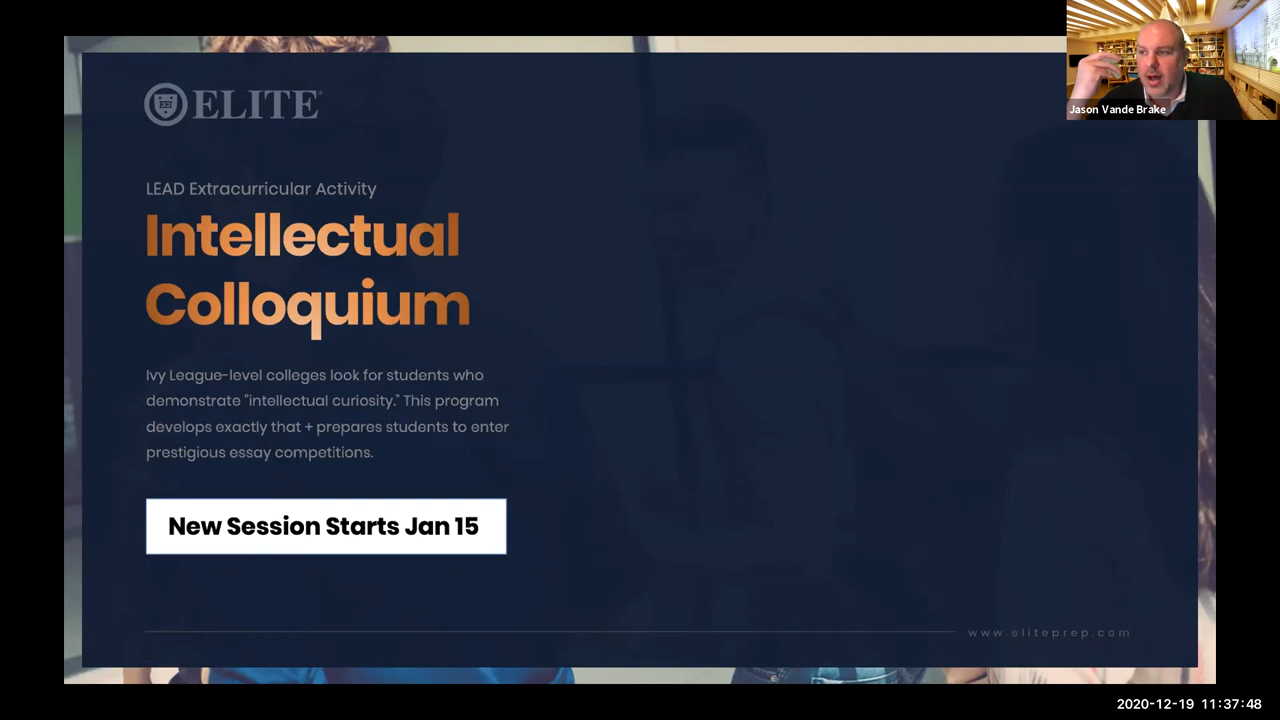 EEI
ELITE
LEAD Extracurricular Activity
Intellectual
Colloquium
Ivy League-level colleges look for students who
demonstrate "intellectual curiosity." This program
develops exactly that + prepares students to enter
prestigious essay competitions.
New Session Starts Jan 15
www.eliteprep.com
Jason Vande Brake
2020-12-19 11:37:48